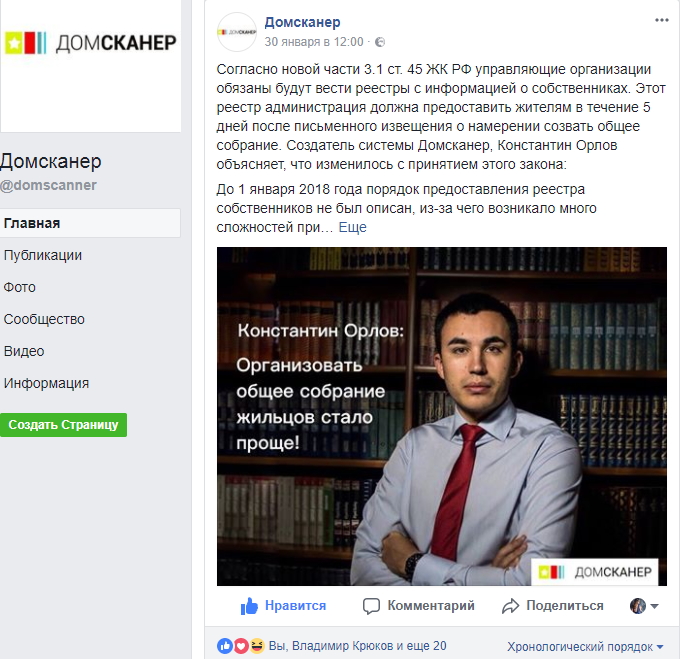 ДОМСКАНЕР
Домсканер
@domscanner
Главная
Публикации
Фото
Сообщество
Видео
Информация
Создать Страницу
ДОМСКАНЕР
Домсканер
30 января в 12:00 ·
Согласно новой части 3.1 ст. 45 ЖК РФ управляющие организации
обязаны будут вести реестры с информацией о собственниках. Этот
реестр администрация должна предоставить жителям в течение 5
дней после письменного извещения о намерении созвать общее
собрание. Создатель системы Домсканер, Константин Орлов
объясняет, что изменилось с принятием этого закона:
До 1 января 2018 года порядок предоставления реестра
собственников не был описан, из-за чего возникало много
сложностей при… Еще
Константин Орлов:
Организовать
общее собрание
жильцов стало
проще!
ДОМСКАНЕР
Нравится Комментарий Поделиться
Вы, Владимир Крюков и еще 20 Хронологический порядок